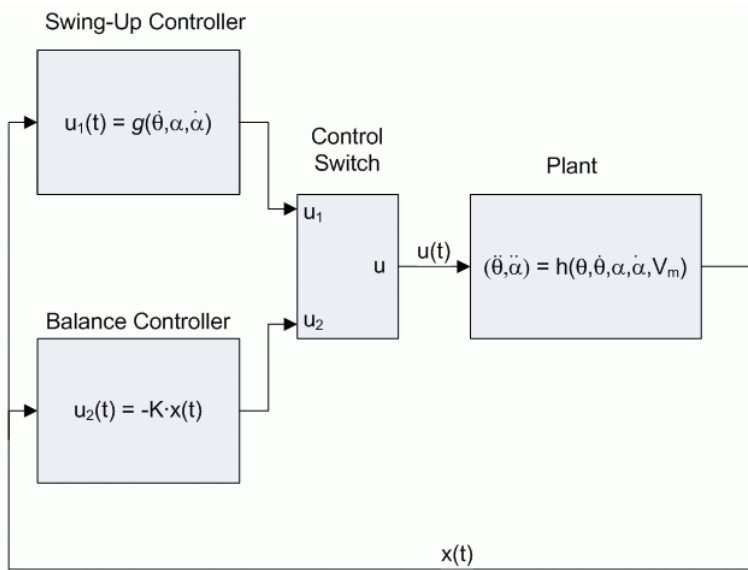 Swing-Up Controller
u₁(t) = g(θ̇,α,α̇)
Control
Switch
Plant
u₁
u
u₂
u(t)
(θ̈,α̈) = h(θ,θ̇,α,α̇,Vₘ)
Balance Controller
u₂(t) = -K·x(t)
x(t)